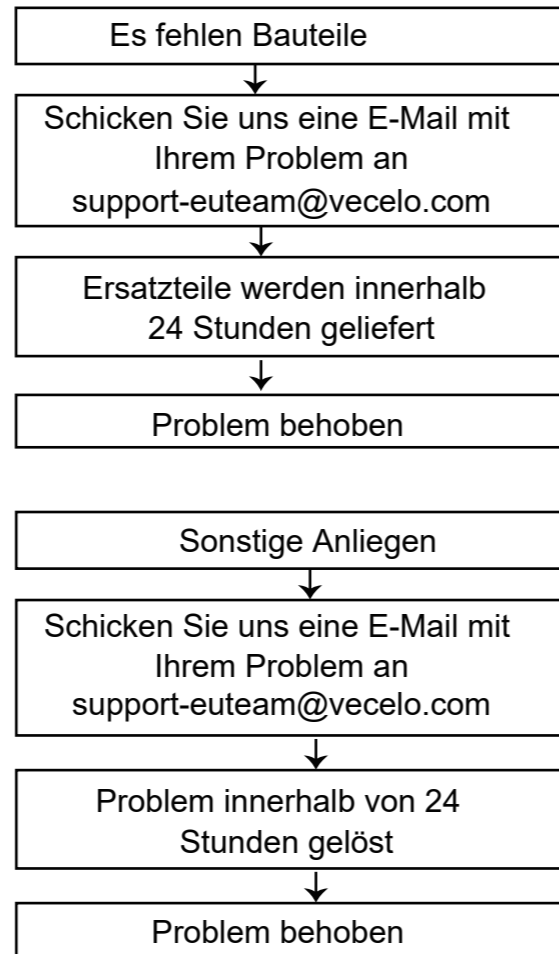 Es fehlen Bauteile
Schicken Sie uns eine E-Mail mit
Ihrem Problem an
support-euteam@vecelo.com
Ersatzteile werden innerhalb
24 Stunden geliefert
Problem behoben
Sonstige Anliegen
Schicken Sie uns eine E-Mail mit
Ihrem Problem an
support-euteam@vecelo.com
Problem innerhalb von 24
Stunden gelöst
Problem behoben